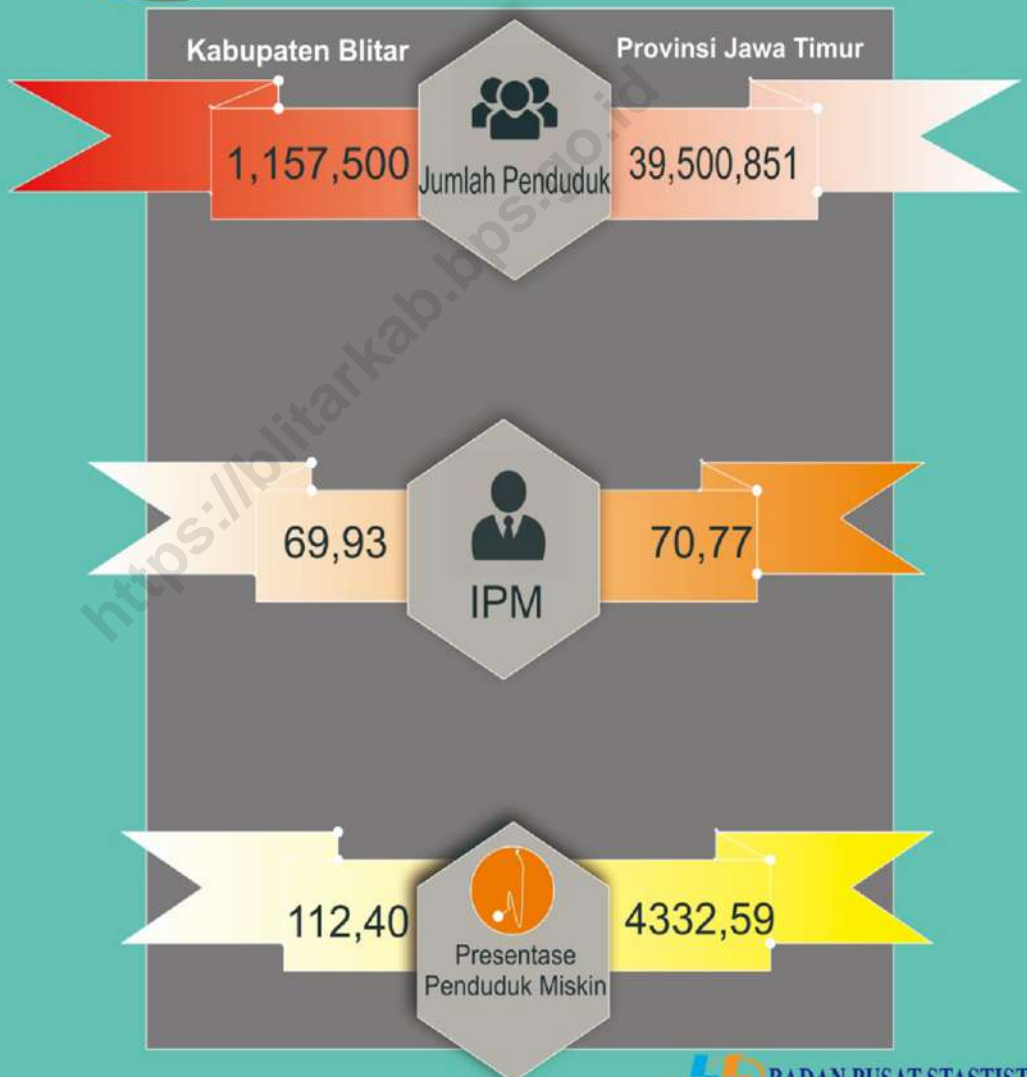 Kabupaten Blitar
Provinsi Jawa Timur
1,157,500
Jumlah Penduduk
39,500,851
https://blitarkab.bps.go.id
69,93
IPM
70,77
112,40
Presentase
Penduduk Miskin
4332,59
BADAN PUSAT STASTIST